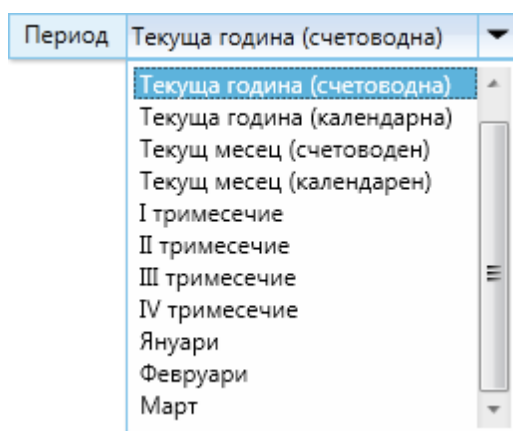 Период Текуща година (счетоводна)
Текуща година (счетоводна)
Текуща година (календарна)
Текущ месец (счетоводен)
Текущ месец (календарен)
I тримесечие
II тримесечие
III тримесечие
IV тримесечие
Януари
Февруари
Март